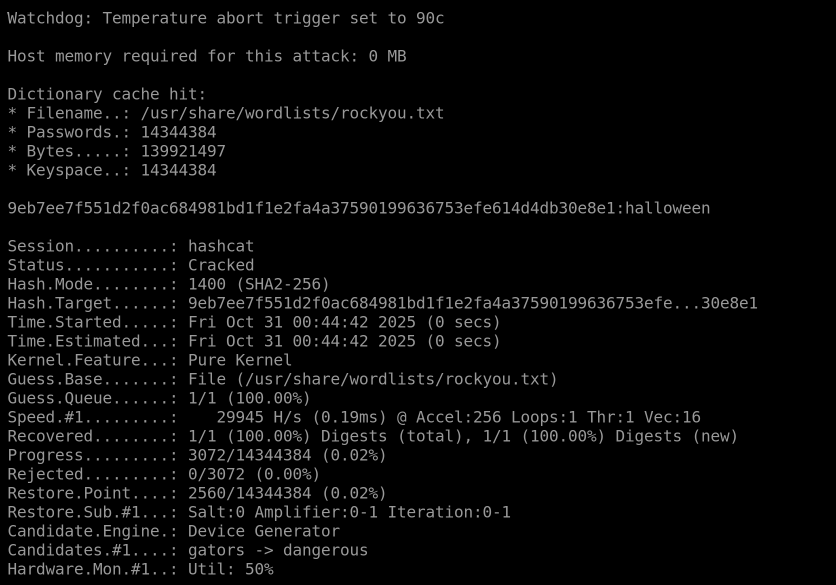 Watchdog: Temperature abort trigger set to 90c
Host memory required for this attack: 0 MB
Dictionary cache hit:
* Filename..: /usr/share/wordlists/rockyou.txt
* Passwords.: 14344384
* Bytes.....: 139921497
* Keyspace..: 14344384
9eb7ee7f551d2f0ac684981bd1f1e2fa4a37590199636753efe614d4db30e8e1:halloween
Session..........: hashcat
Status...........: Cracked
Hash.Mode........: 1400 (SHA2-256)
Hash.Target......: 9eb7ee7f551d2f0ac684981bd1f1e2fa4a37590199636753efe...30e8e1
Time.Started.....: Fri Oct 31 00:44:42 2025 (0 secs)
Time.Estimated...: Fri Oct 31 00:44:42 2025 (0 secs)
Kernel.Feature...: Pure Kernel
Guess.Base.......: File (/usr/share/wordlists/rockyou.txt)
Guess.Queue......: 1/1 (100.00%)
Speed.#1.........:    29945 H/s (0.19ms) @ Accel:256 Loops:1 Thr:1 Vec:16
Recovered........: 1/1 (100.00%) Digests (total), 1/1 (100.00%) Digests (new)
Progress.........: 3072/14344384 (0.02%)
Rejected.........: 0/3072 (0.00%)
Restore.Point....: 2560/14344384 (0.02%)
Restore.Sub.#1...: Salt:0 Amplifier:0-1 Iteration:0-1
Candidate.Engine.: Device Generator
Candidates.#1....: gators -> dangerous
Hardware.Mon.#1..: Util: 50%